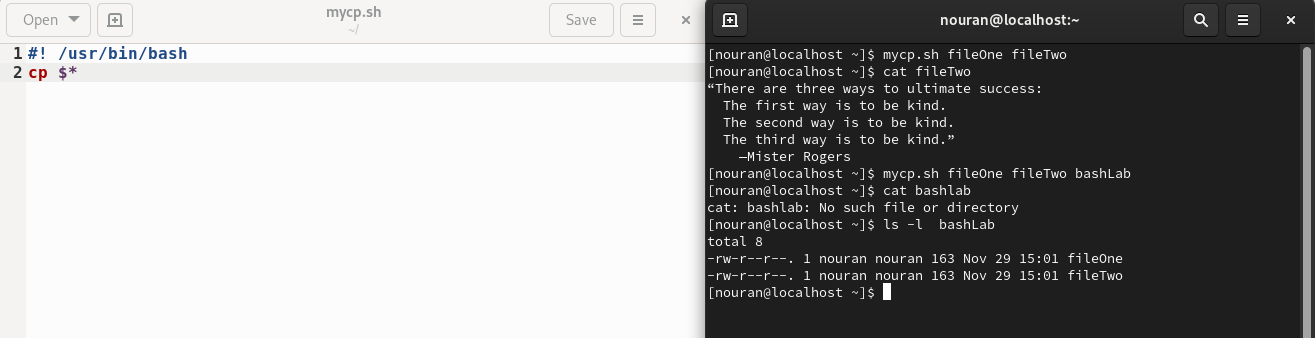 Open
mycp.sh
~/
Save
1 #! /usr/bin/bash
2 cp $*
nouran@localhost:~
[nouran@localhost ~]$ mycp.sh fileOne fileTwo
[nouran@localhost ~]$ cat fileTwo
“There are three ways to ultimate success:
  The first way is to be kind.
  The second way is to be kind.
  The third way is to be kind.”
    —Mister Rogers
[nouran@localhost ~]$ mycp.sh fileOne fileTwo bashLab
[nouran@localhost ~]$ cat bashlab
cat: bashlab: No such file or directory
[nouran@localhost ~]$ ls -l  bashLab
total 8
-rw-r--r--. 1 nouran nouran 163 Nov 29 15:01 fileOne
-rw-r--r--. 1 nouran nouran 163 Nov 29 15:01 fileTwo
[nouran@localhost ~]$